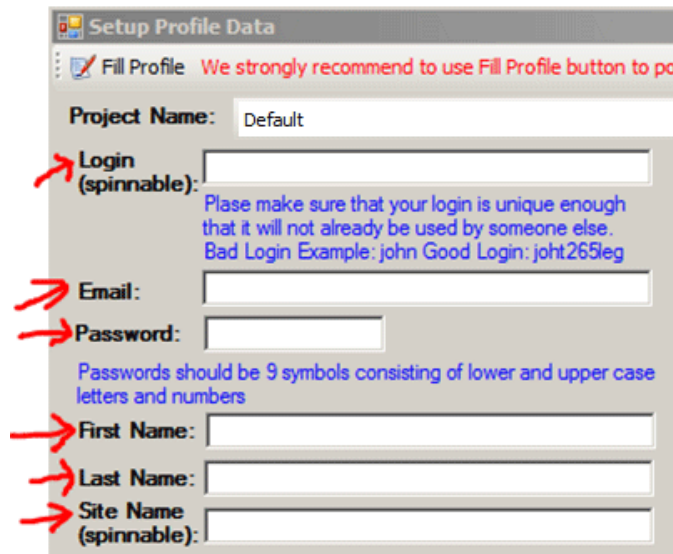 Setup Profile Data
Fill Profile We strongly recommend to use Fill Profile button to
Project Name: Default
Login
(spinnable):
Plase make sure that your login is unique enough
that it will not already be used by someone else.
Bad Login Example: john Good Login: joht265leg
Email:
Password:
Passwords should be 9 symbols consisting of lower and upper case
letters and numbers
First Name:
Last Name:
Site Name
(spinnable):